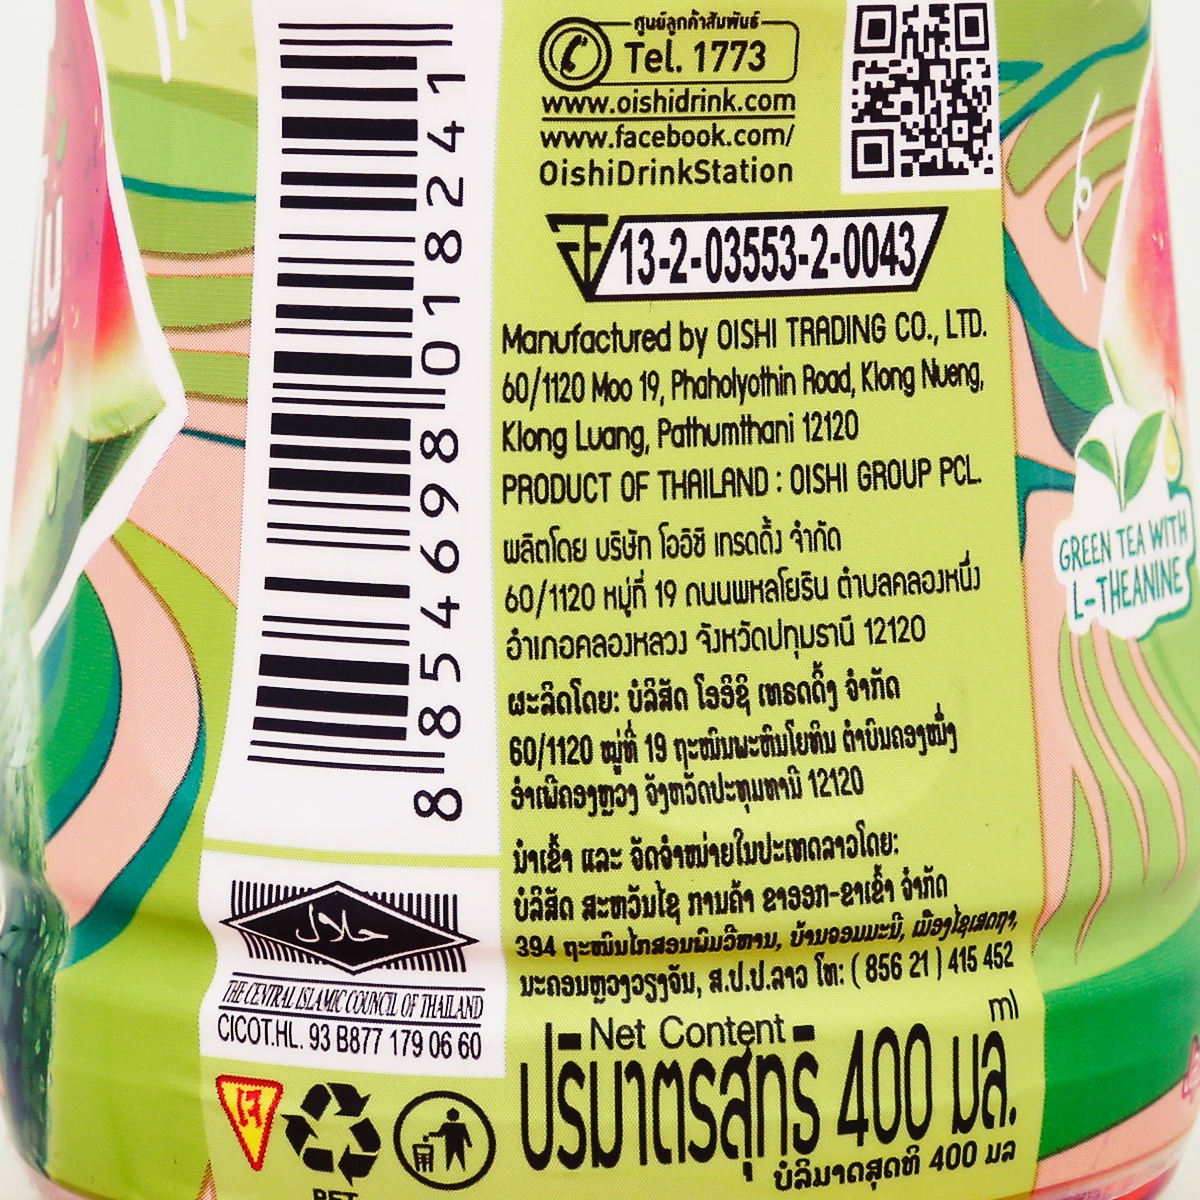 8 854698 018241
ศูนย์ลูกค้าสัมพันธ์
Tel. 1773
www.oishidrink.com
www.facebook.com/
OishiDrinkStation
13-2-03553-2-0043
Manufactured by OISHI TRADING CO., LTD.
60/1120 Moo 19, Phaholyothin Road, Klong Nueng,
Klong Luang, Pathumthani 12120
PRODUCT OF THAILAND : OISHI GROUP PCL.
ผลิตโดย บริษัท โออิชิ เทรดดิ้ง จำกัด
60/1120 หมู่ที่ 19 ถนนพหลโยธิน ตำบลคลองหนึ่ง
อำเภอคลองหลวง จังหวัดปทุมธานี 12120
ຜະລິດໂດຍ: ບໍລິສັດ ໂອອິຊິ ເທຣດດິ້ງ ຈຳກັດ
60/1120 ໝູ່ທີ່ 19 ຖະໜົນພະຫົນໂຍທິນ ຕຳບົນຄອງໜຶ່ງ
ອຳເພີຄອງຫຼວງ ຈັງຫວັດປະທຸມທານີ 12120
ນຳເຂົ້າ ແລະ ຈັດຈຳໜ່າຍໃນປະເທດລາວໂດຍ:
ບໍລິສັດ ສະຫວັນໄຊ ການຄ້າ ຂາອອກ-ຂາເຂົ້າ ຈຳກັດ
394 ຖະໜົນໄກສອນພົມວິຫານ, ບ້ານຈອມມະນີ, ເມືອງໄຊເສດຖາ,
ນະຄອນຫຼວງວຽງຈັນ, ສ.ປ.ປ.ລາວ ໂທ: ( 856 21 ) 415 452
Net Content ml
ปริมาตรสุทธิ 400 มล.
ບໍລິມາດສຸດທິ 400 ມລ
حلال
THE CENTRAL ISLAMIC COUNCIL OF THAILAND
CICOT.HL. 93 B877 179 06 60
เจ
PET
GREEN TEA WITH
L-THEANINE